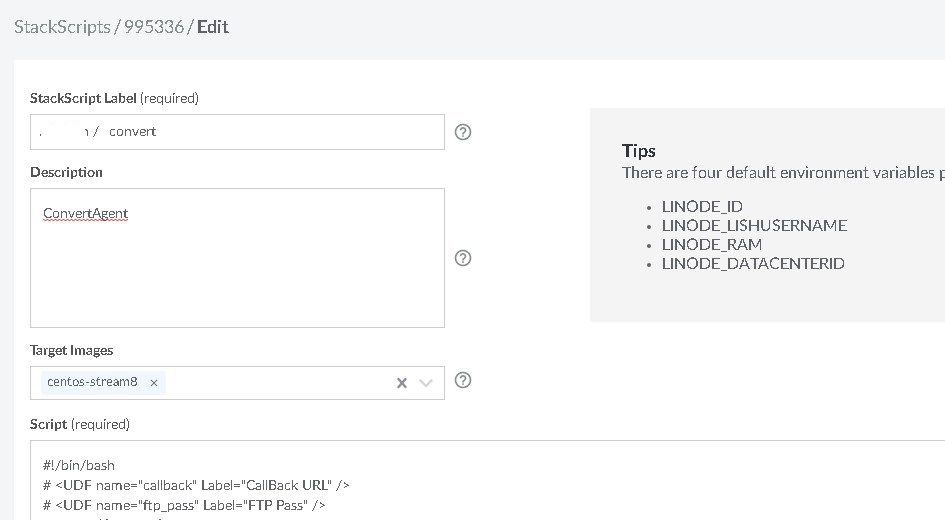 StackScripts / 995336 / Edit
StackScript Label (required)
/ convert
Tips
There are four default environment variables
Description
ConvertAgent
LINODE_ID
LINODE_LISHUSERNAME
LINODE_RAM
LINODE_DATACENTERID
Target Images
centos-stream8
Script (required)
#!/bin/bash
# <UDF name="callback" Label="CallBack URL" />
# <UDF name="ftp_pass" Label="FTP Pass" />